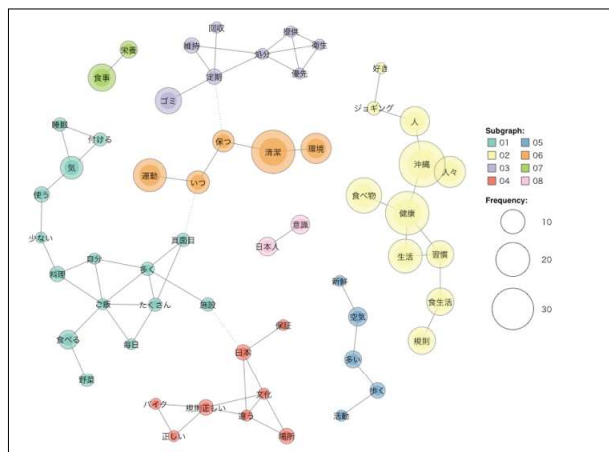 回収
維持
提供
衛生
処分
定期
優先
ゴミ
栄養
食事
好き
ジョギング
人
沖縄
人々
食べ物
健康
生活
習慣
食生活
規則
睡眠
付ける
気
使う
少ない
料理
保つ
清潔
環境
運動
いつ
意識
日本人
真面目
自分
多く
ご飯
たくさん
施設
毎日
食べる
野菜
新鮮
空気
多い
歩く
活動
保証
日本
文化
バイク
規則正しい
違う
正しい
場所
Subgraph:
01 05
02 06
03 07
04 08
Frequency:
10
20
30